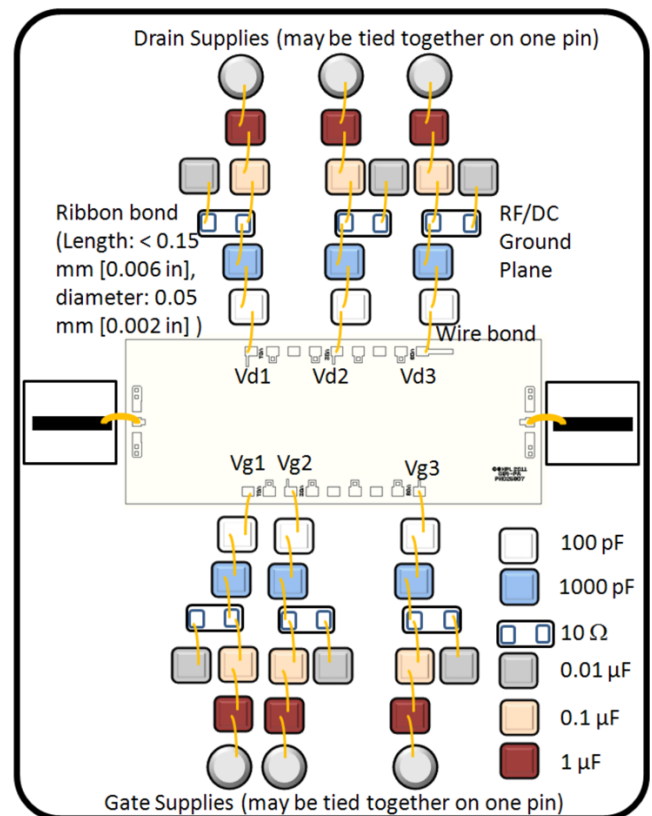 Drain Supplies (may be tied together on one pin)
Ribbon bond
(Length: < 0.15
mm [0.006 in],
diameter: 0.05
mm [0.002 in] )
RF/DC
Ground
Plane
Wire bond
Vd1
Vd2
Vd3
Vg1
Vg2
Vg3
100 pF
1000 pF
10 Ω
0.01 µF
0.1 µF
1 µF
Gate Supplies (may be tied together on one pin)